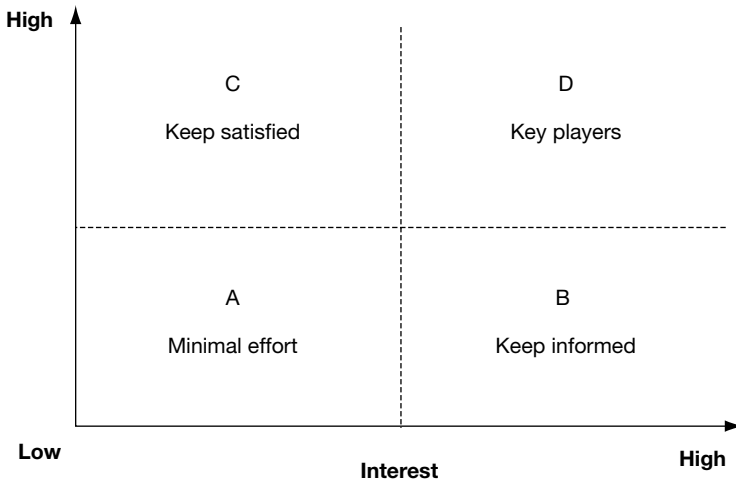 High
C
D
Keep satisfied
Key players
A
B
Minimal effort
Keep informed
Low
High
Interest